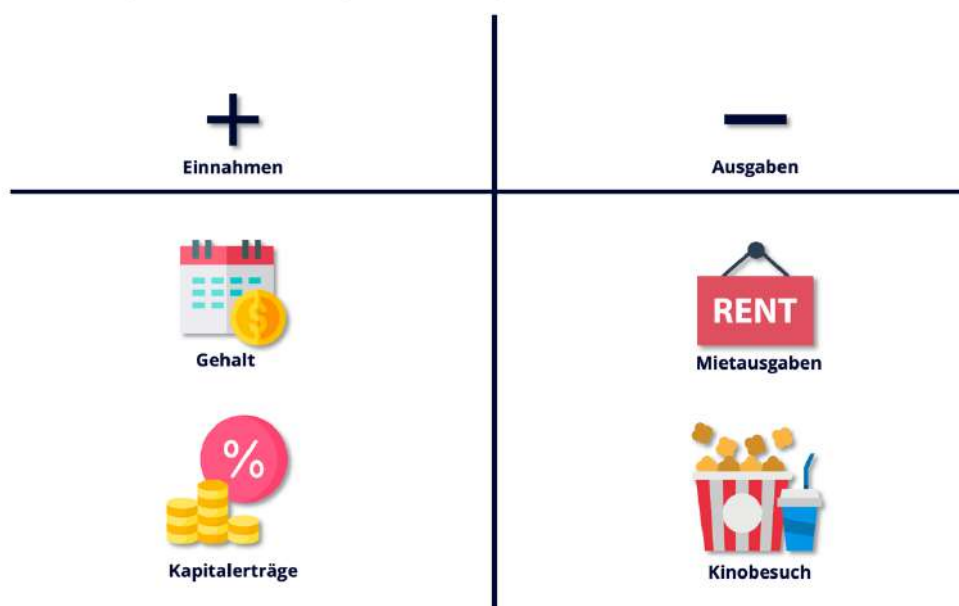 +
Einnahmen
−
Ausgaben
$
Gehalt
RENT
Mietausgaben
%
Kapitalerträge
Kinobesuch